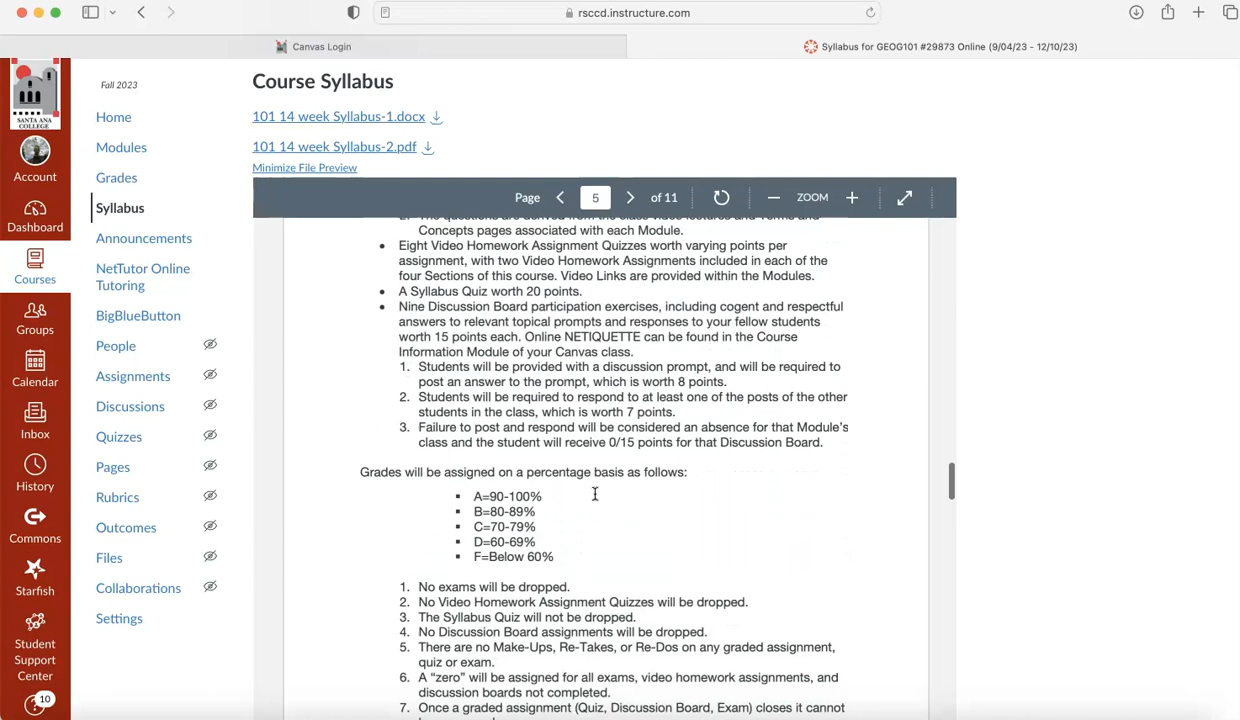 rsccd.instructure.com
Canvas Login
Syllabus for GEOG101 #29873 Online (9/04/23 - 12/10/23)
SANTA ANA
COLLEGE
Account
Dashboard
Courses
Groups
Calendar
Inbox
History
Commons
Starfish
Student
Support
Center
10
Fall 2023
Home
Modules
Grades
Syllabus
Announcements
NetTutor Online
Tutoring
BigBlueButton
People
Assignments
Discussions
Quizzes
Pages
Rubrics
Outcomes
Files
Collaborations
Settings
Course Syllabus
101 14 week Syllabus-1.docx
101 14 week Syllabus-2.pdf
Minimize File Preview
Page 5 of 11 ZOOM
2. The questions are derived from the class video lectures and Terms and
Concepts pages associated with each Module.
• Eight Video Homework Assignment Quizzes worth varying points per
assignment, with two Video Homework Assignments included in each of the
four Sections of this course. Video Links are provided within the Modules.
• A Syllabus Quiz worth 20 points.
• Nine Discussion Board participation exercises, including cogent and respectful
answers to relevant topical prompts and responses to your fellow students
worth 15 points each. Online NETIQUETTE can be found in the Course
Information Module of your Canvas class.
1. Students will be provided with a discussion prompt, and will be required to
post an answer to the prompt, which is worth 8 points.
2. Students will be required to respond to at least one of the posts of the other
students in the class, which is worth 7 points.
3. Failure to post and respond will be considered an absence for that Module's
class and the student will receive 0/15 points for that Discussion Board.
Grades will be assigned on a percentage basis as follows:
▪ A=90-100%
▪ B=80-89%
▪ C=70-79%
▪ D=60-69%
▪ F=Below 60%
1. No exams will be dropped.
2. No Video Homework Assignment Quizzes will be dropped.
3. The Syllabus Quiz will not be dropped.
4. No Discussion Board assignments will be dropped.
5. There are no Make-Ups, Re-Takes, or Re-Dos on any graded assignment,
quiz or exam.
6. A “zero” will be assigned for all exams, video homework assignments, and
discussion boards not completed.
7. Once a graded assignment (Quiz, Discussion Board, Exam) closes it cannot